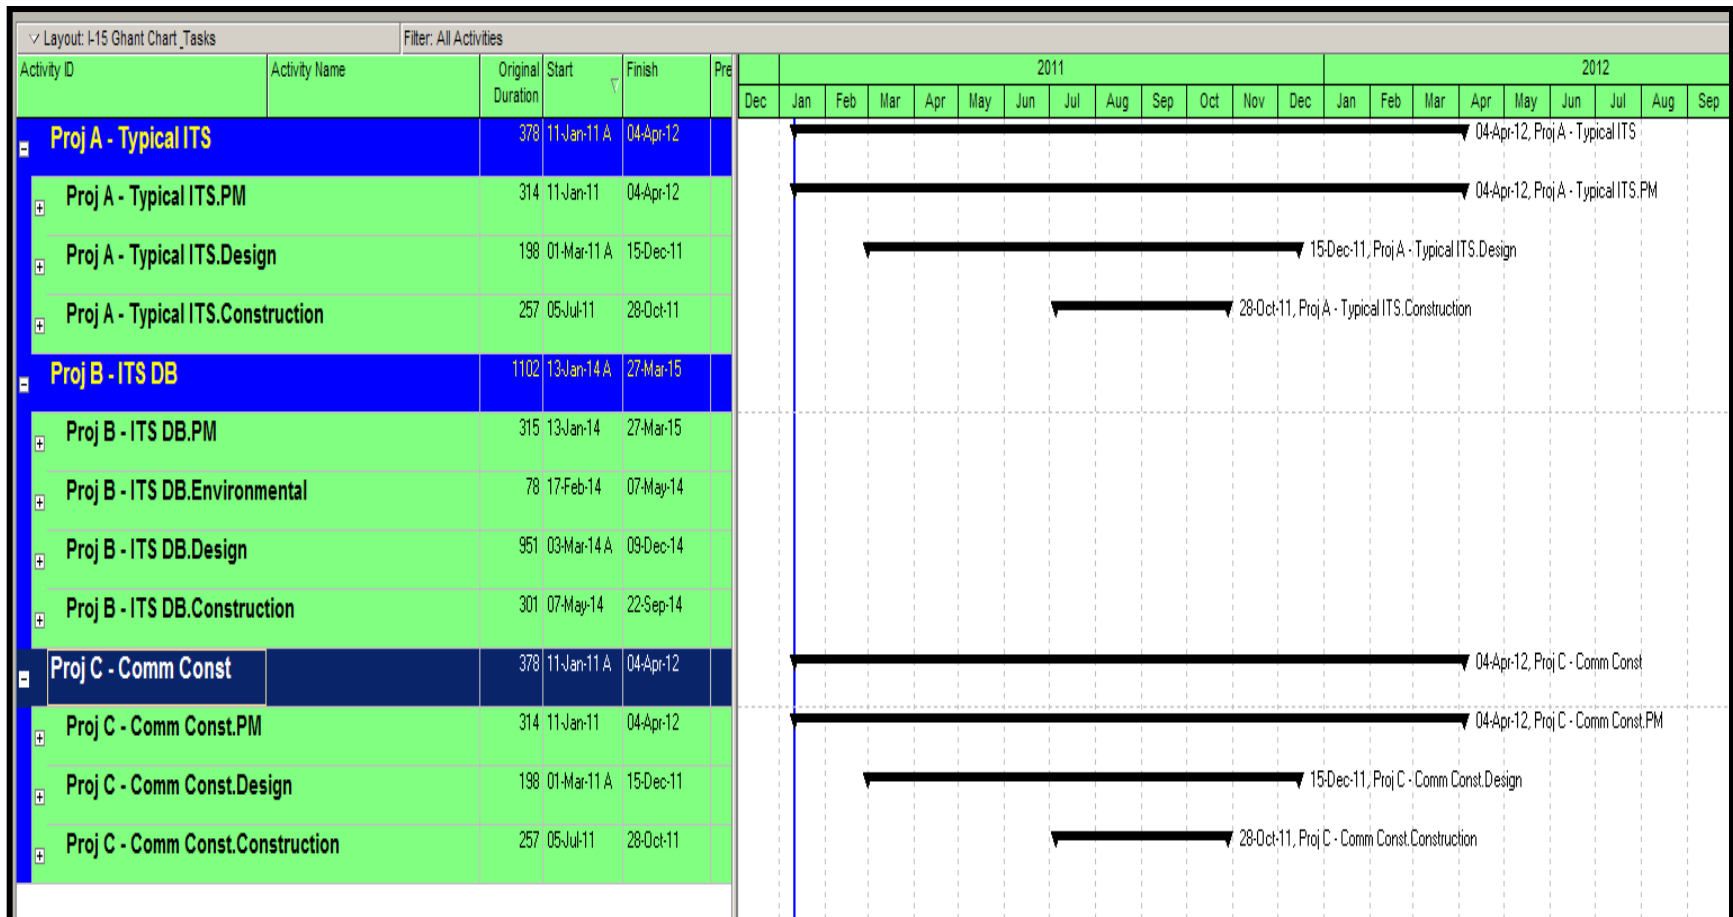 Layout: I-15 Ghant Chart_Tasks Filter: All Activities
Activity ID Activity Name Original Duration Start Finish Pre
2011 2012
Dec Jan Feb Mar Apr May Jun Jul Aug Sep Oct Nov Dec Jan Feb Mar Apr May Jun Jul Aug Sep
Proj A - Typical ITS 378 11-Jan-11 A 04-Apr-12 04-Apr-12, Proj A - Typical ITS
Proj A - Typical ITS.PM 314 11-Jan-11 04-Apr-12 04-Apr-12, Proj A - Typical ITS.PM
Proj A - Typical ITS.Design 198 01-Mar-11 A 15-Dec-11 15-Dec-11, Proj A - Typical ITS.Design
Proj A - Typical ITS.Construction 257 05-Jul-11 28-Oct-11 28-Oct-11, Proj A - Typical ITS.Construction
Proj B - ITS DB 1102 13-Jan-14 A 27-Mar-15
Proj B - ITS DB.PM 315 13-Jan-14 27-Mar-15
Proj B - ITS DB.Environmental 78 17-Feb-14 07-May-14
Proj B - ITS DB.Design 951 03-Mar-14 A 09-Dec-14
Proj B - ITS DB.Construction 301 07-May-14 22-Sep-14
Proj C - Comm Const 378 11-Jan-11 A 04-Apr-12 04-Apr-12, Proj C - Comm Const
Proj C - Comm Const.PM 314 11-Jan-11 04-Apr-12 04-Apr-12, Proj C - Comm Const.PM
Proj C - Comm Const.Design 198 01-Mar-11 A 15-Dec-11 15-Dec-11, Proj C - Comm Const.Design
Proj C - Comm Const.Construction 257 05-Jul-11 28-Oct-11 28-Oct-11, Proj C - Comm Const.Construction